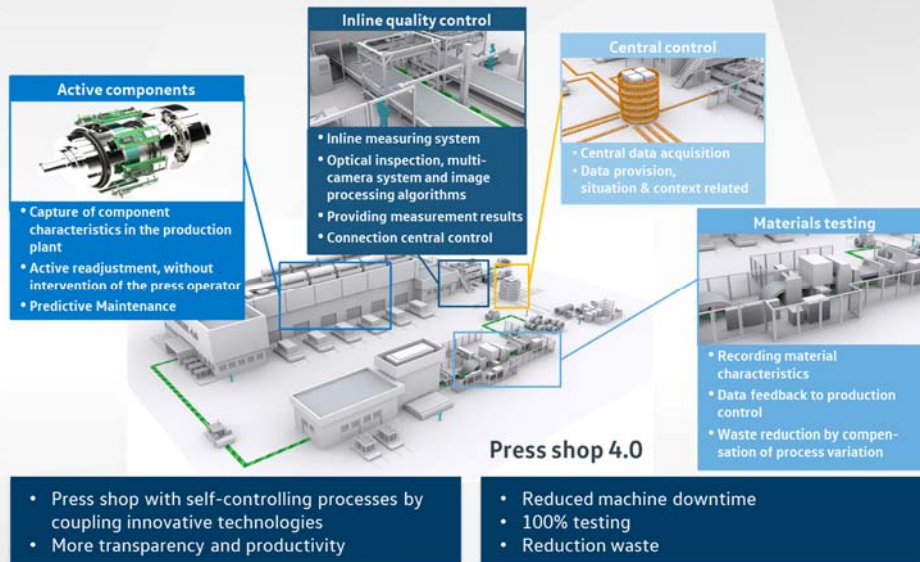 Inline quality control
• Inline measuring system
• Optical inspection, multi-
camera system and image
processing algorithms
• Providing measurement results
• Connection central control
Central control
• Central data acquisition
• Data provision,
situation & context related
Active components
• Capture of component
characteristics in the production
plant
• Active readjustment, without
intervention of the press operator
• Predictive Maintenance
Materials testing
• Recording material
characteristics
• Data feedback to production
control
• Waste reduction by compen-
sation of process variation
Press shop 4.0
• Press shop with self-controlling processes by
coupling innovative technologies
• More transparency and productivity
• Reduced machine downtime
• 100% testing
• Reduction waste